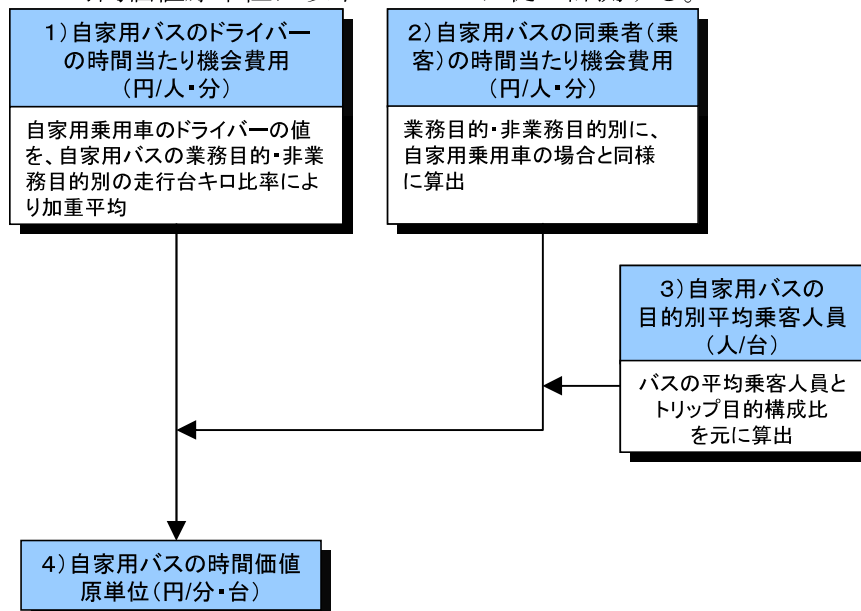 1)自家用バスのドライバー
の時間当たり機会費用
(円/人・分)
自家用乗用車のドライバーの値
を、自家用バスの業務目的・非業
務目的別の走行台キロ比率によ
り加重平均
2)自家用バスの同乗者(乗
客)の時間当たり機会費用
(円/人・分)
業務目的・非業務目的別に、
自家用乗用車の場合と同様
に算出
3)自家用バスの
目的別平均乗客人員
(人/台)
バスの平均乗客人員と
トリップ目的構成比
を元に算出
4)自家用バスの時間価値
原単位(円/分・台)